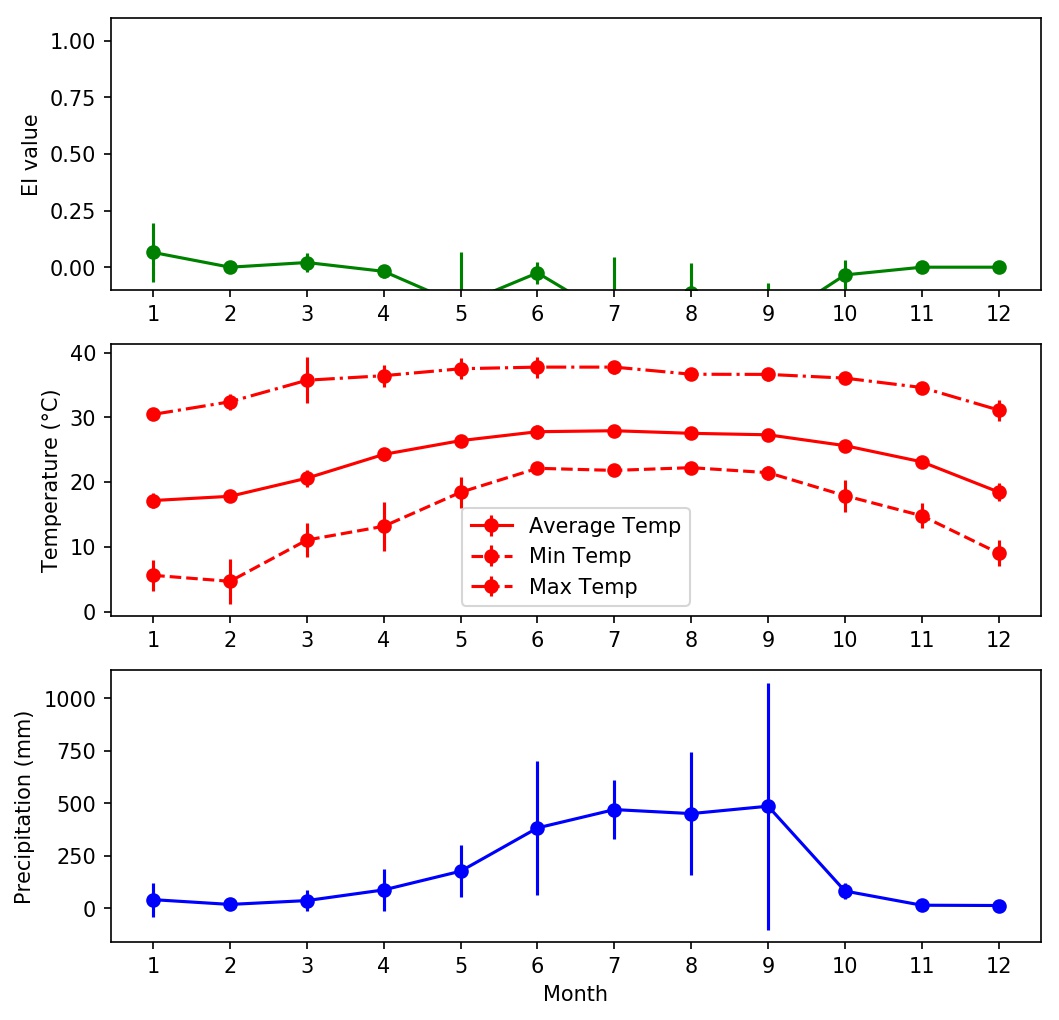 1.00
0.75
0.50
0.25
0.00
EI value
1 2 3 4 5 6 7 8 9 10 11 12
40
30
20
10
0
Temperature (°C)
Average Temp
Min Temp
Max Temp
1 2 3 4 5 6 7 8 9 10 11 12
1000
750
500
250
0
Precipitation (mm)
1 2 3 4 5 6 7 8 9 10 11 12
Month